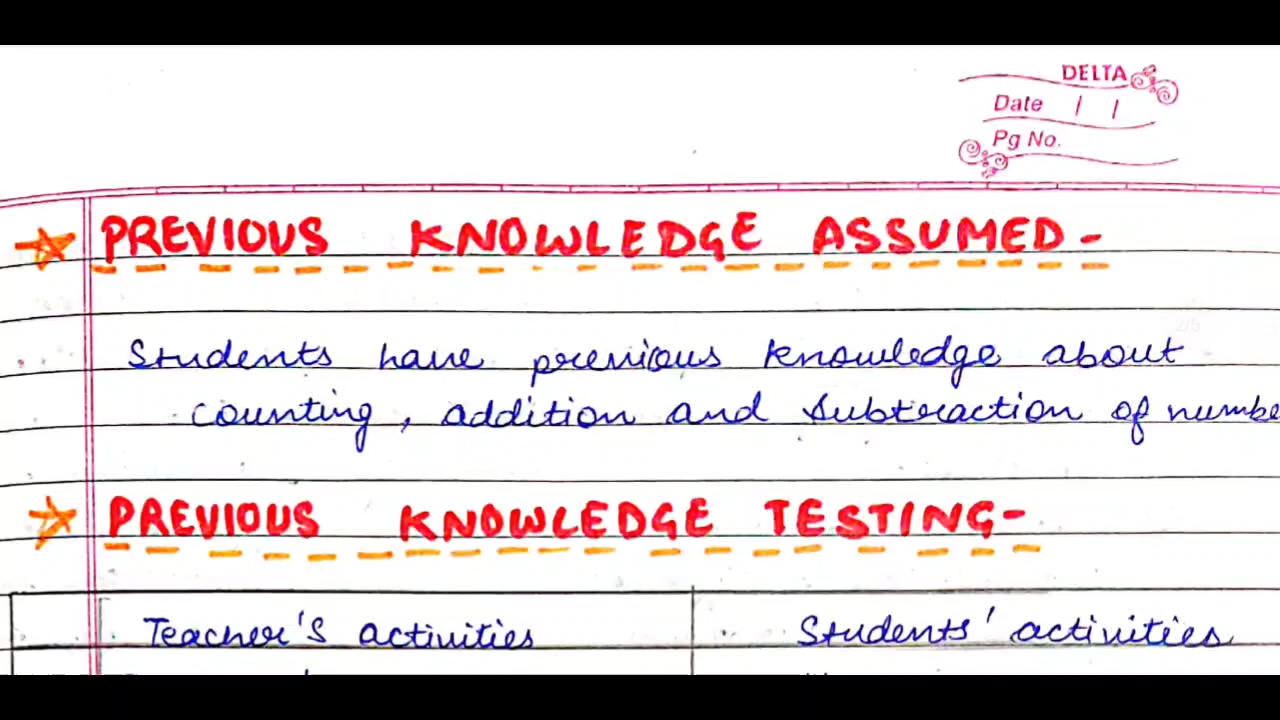 DELTA
Date / /
Pg No.
PREVIOUS KNOWLEDGE ASSUMED-
Students have previous knowledge about
counting, addition and subtraction of numbe
PREVIOUS KNOWLEDGE TESTING-
Teacher's activities Students' activities